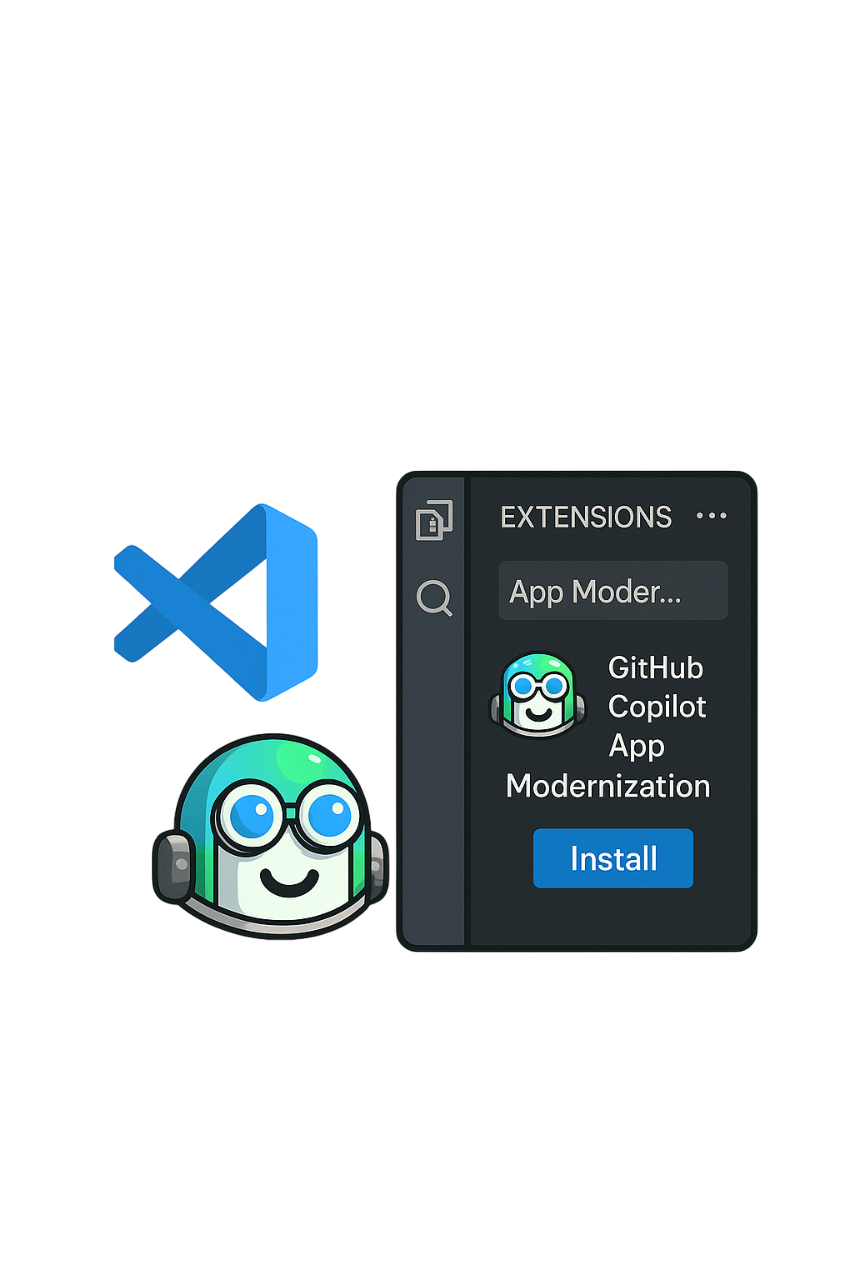 EXTENSIONS ...
App Moder...
GitHub
Copilot
App
Modernization
Install